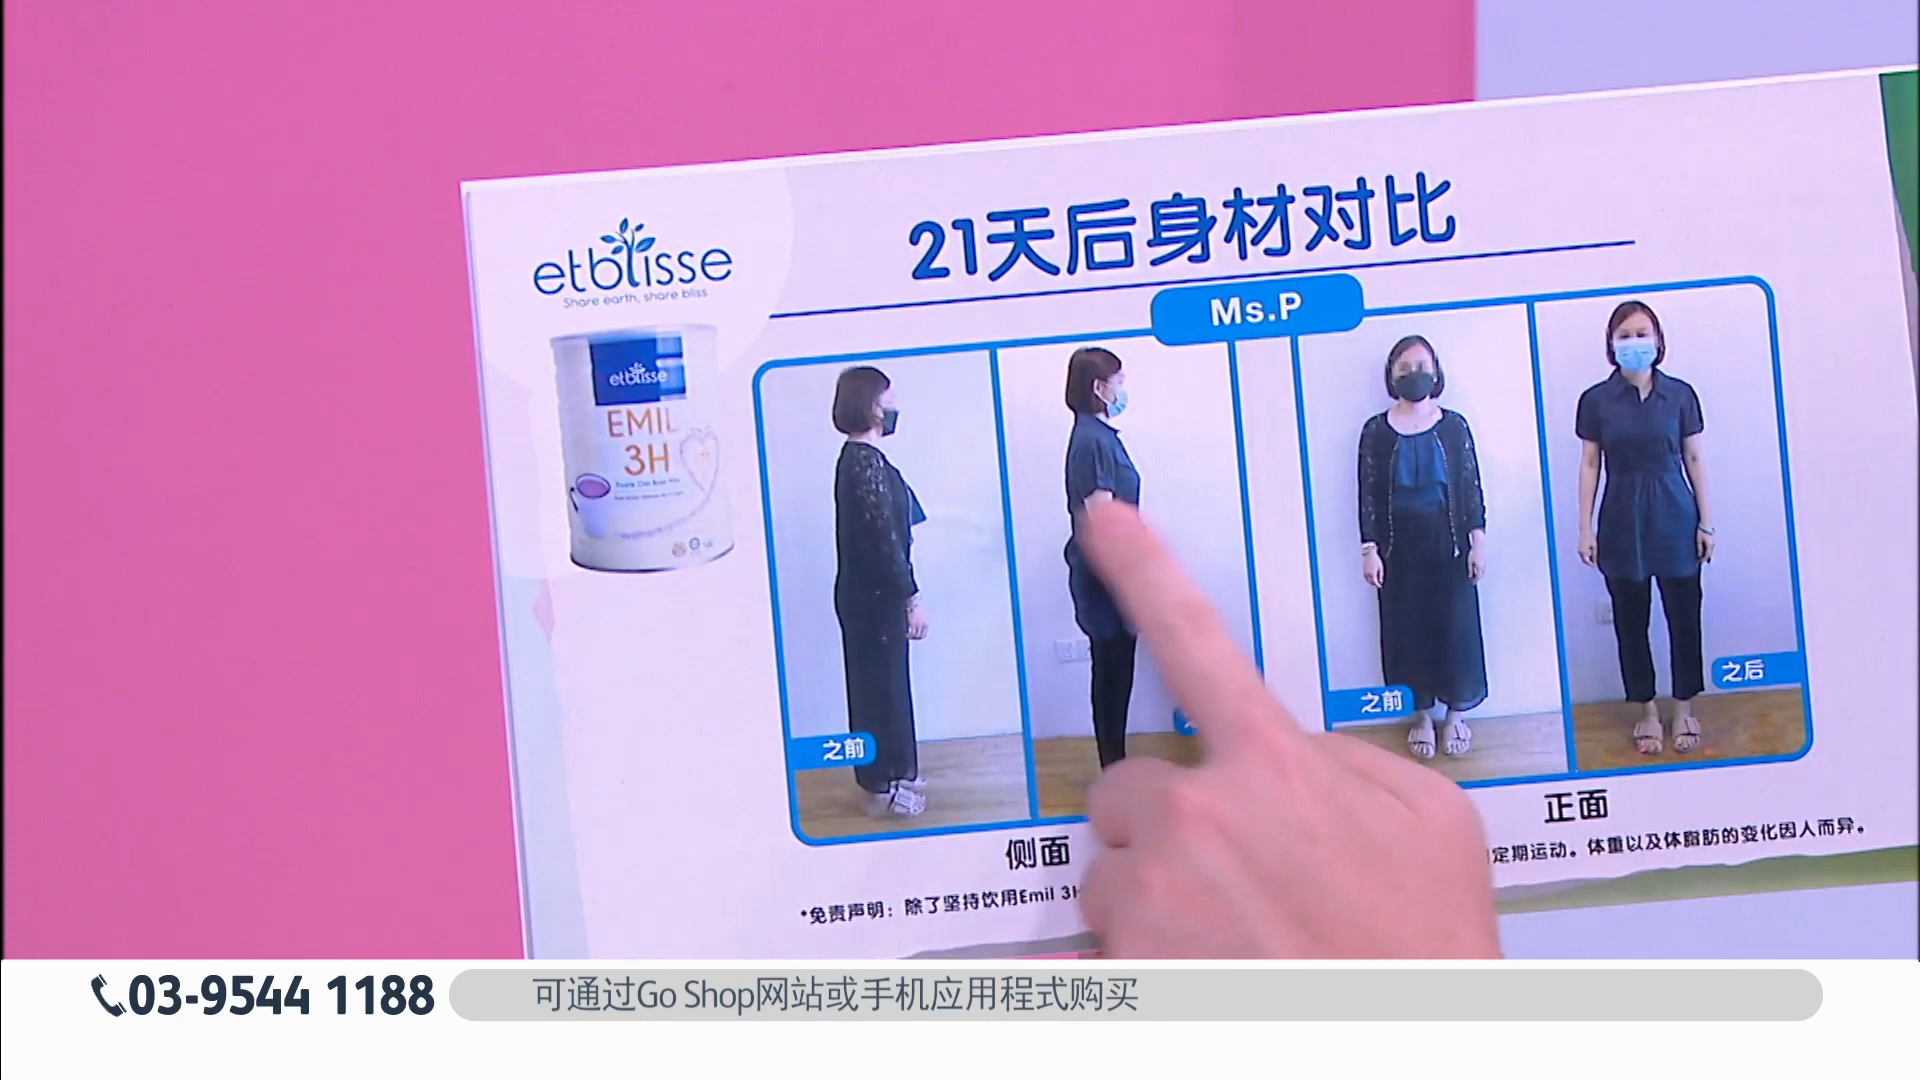 21天后身材对比
etblisse
Share earth, share bliss
Ms.P
etblisse
EMIL
3H
之前
之前
之后
侧面
正面
*免责声明：除了坚持饮用Emil 3H
定期运动。体重以及体脂肪的变化因人而异。
03-9544 1188
可通过Go Shop网站或手机应用程式购买